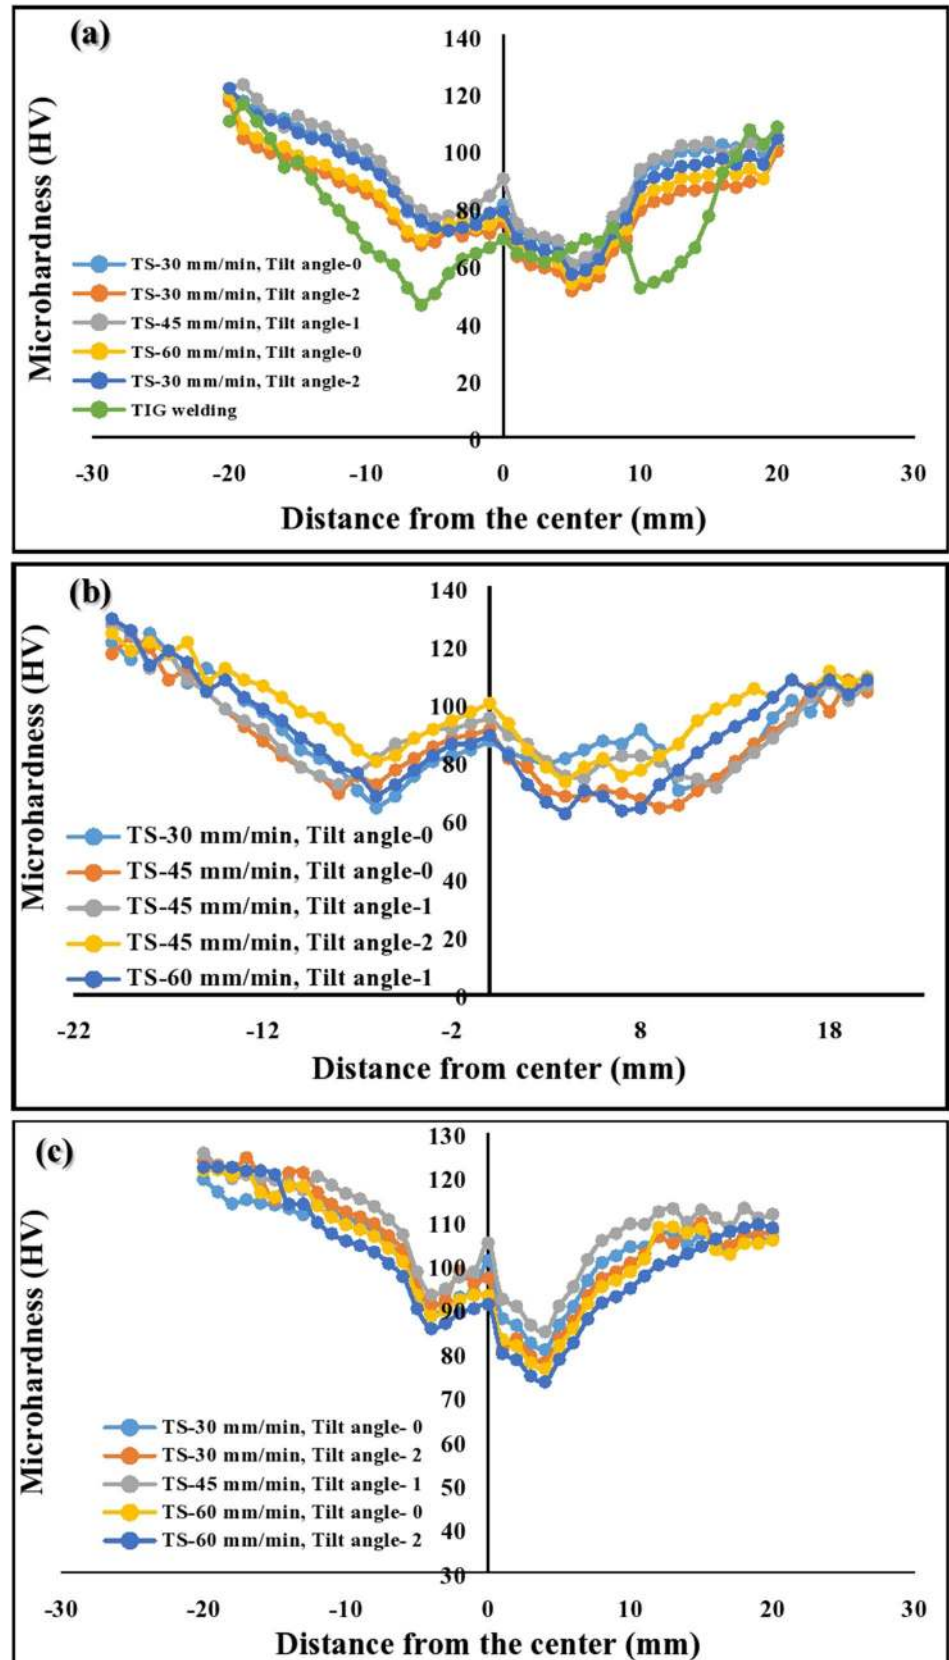 (a)
140
120
100
80
60
40
20
0
Microhardness (HV)
TS-30 mm/min, Tilt angle-0
TS-30 mm/min, Tilt angle-2
TS-45 mm/min, Tilt angle-1
TS-60 mm/min, Tilt angle-0
TS-30 mm/min, Tilt angle-2
TIG welding
-30 -20 -10 0 10 20 30
Distance from the center (mm)
(b)
140
120
100
80
60
40
20
0
Microhardness (HV)
TS-30 mm/min, Tilt angle-0
TS-45 mm/min, Tilt angle-0
TS-45 mm/min, Tilt angle-1
TS-45 mm/min, Tilt angle-2
TS-60 mm/min, Tilt angle-1
-22 -12 -2 8 18
Distance from center (mm)
(c)
130
120
110
100
90
80
70
60
50
40
30
Microhardness (HV)
TS-30 mm/min, Tilt angle- 0
TS-30 mm/min, Tilt angle- 2
TS-45 mm/min, Tilt angle- 1
TS-60 mm/min, Tilt angle- 0
TS-60 mm/min, Tilt angle- 2
-30 -20 -10 0 10 20 30
Distance from the center (mm)